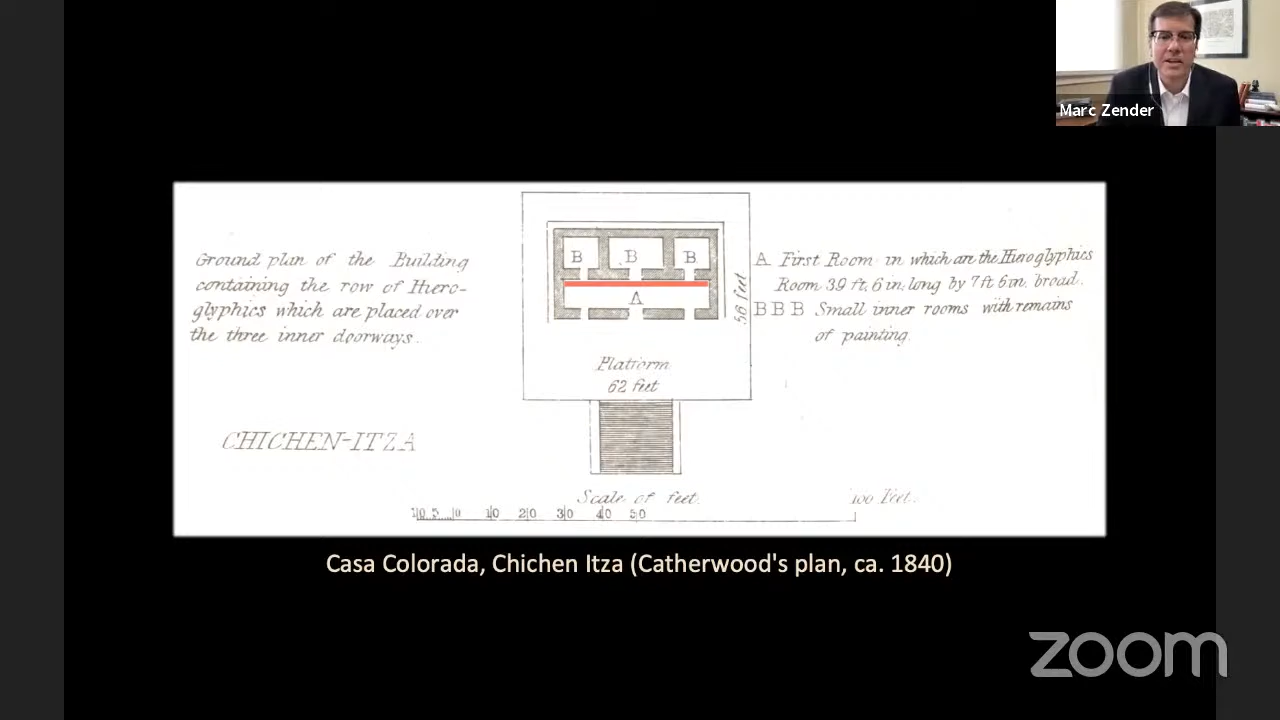 Marc Zender
Ground plan of the Building
containing the row of Hiero-
glyphics which are placed over
the three inner doorways.
CHICHEN-ITZA
B B B
A
56 feet
Platform
62 feet
A First Room in which are the Hieroglyphics
Room 39 ft, 6 in; long by 7 ft 6 in; broad.
B B B Small inner rooms with remains
of painting.
Scale of feet.
100 Feet.
10 5 0 10 20 30 40 50
Casa Colorada, Chichen Itza (Catherwood's plan, ca. 1840)
zoom